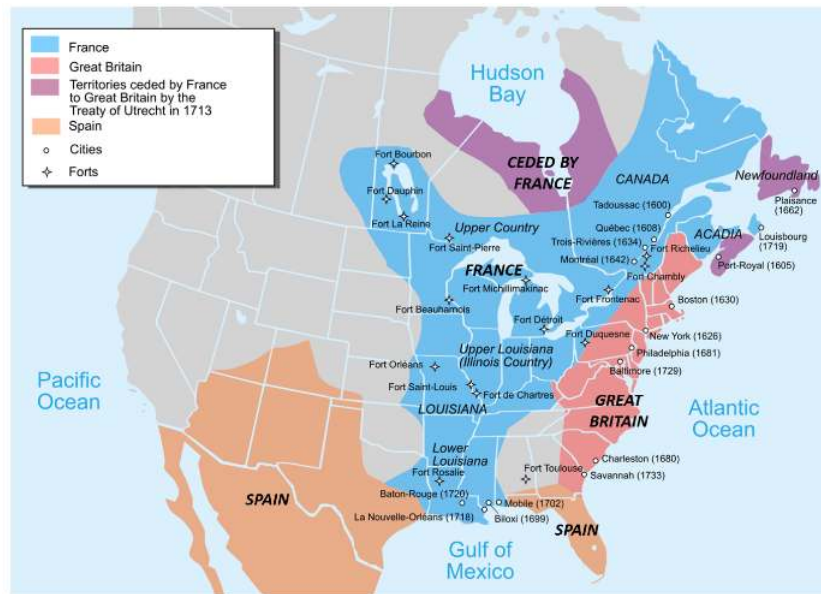 France
Great Britain
Territories ceded by France
to Great Britain by the
Treaty of Utrecht in 1713
Spain
Cities
Forts
Hudson
Bay
CEDED BY
FRANCE
CANADA
Newfoundland
Plaisance
(1662)
Tadoussac (1600)
Québec (1608)
ACADIA
Louisbourg
(1719)
Trois-Rivières (1634)
Fort Richelieu
Montréal (1642)
Port-Royal (1605)
Fort Chambly
Fort Bourbon
Fort Dauphin
Fort La Reine
Upper Country
Fort Saint-Pierre
FRANCE
Fort Michillimakinac
Fort Frontenac
Boston (1630)
Fort Beauharnois
Fort Détroit
Fort Duquesne
New York (1626)
Upper Louisiana
(Illinois Country)
Philadelphia (1681)
Baltimore (1729)
Fort Orléans
Fort Saint-Louis
Fort de Chartres
LOUISIANA
GREAT
BRITAIN
Pacific
Ocean
Atlantic
Ocean
Lower
Louisiana
Charleston (1680)
Fort Rosalie
Fort Toulouse
Savannah (1733)
Baton-Rouge (1720)
Mobile (1702)
La Nouvelle-Orléans (1718)
Biloxi (1699)
SPAIN
SPAIN
Gulf of
Mexico